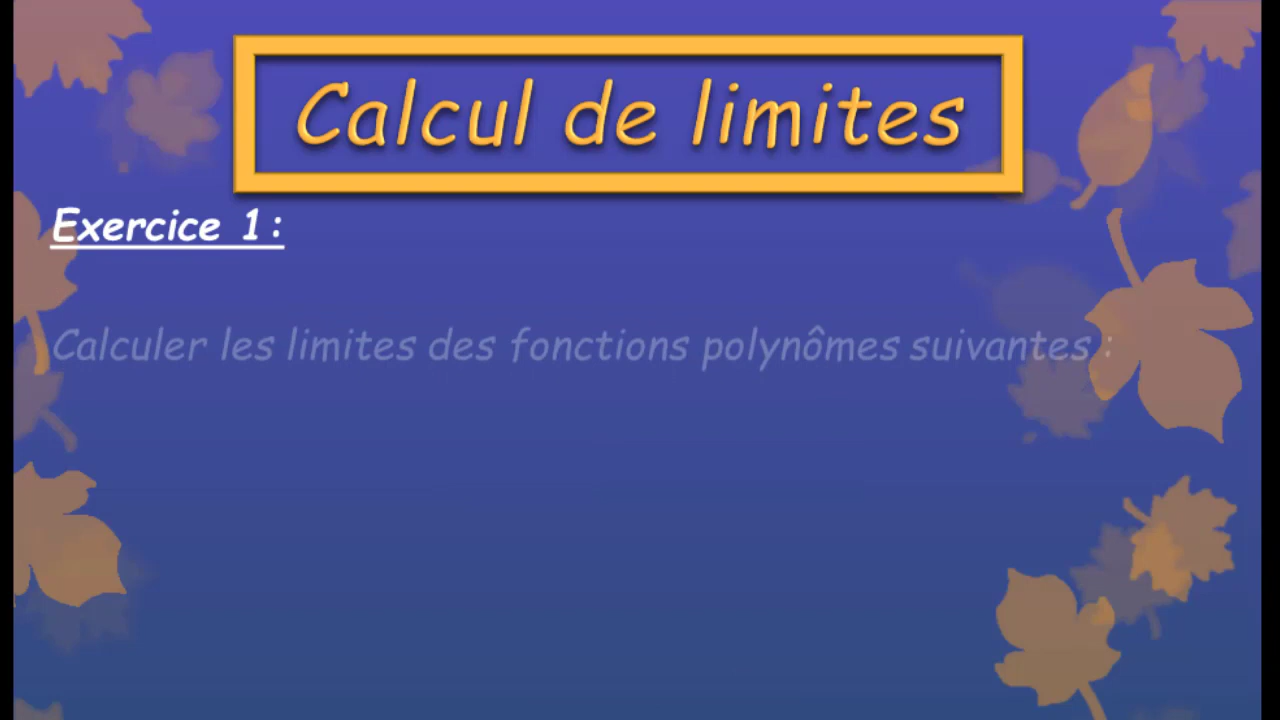 Calcul de limites
Exercice 1 :
Calculer les limites des fonctions polynômes suivantes :